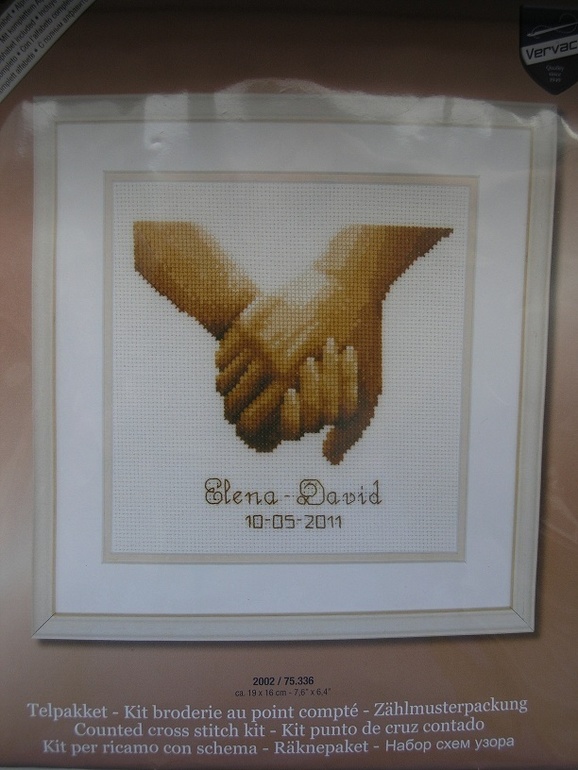 Vervac
Elena - David
10-05-2011
2002 / 75.336
ca. 19 x 16 cm - 7,6" x 6,4"
Telpakket - Kit broderie au point compté - Zählmusterpackung
Counted cross stitch kit - Kit punto de cruz contado
Kit per ricamo con schema - Räknepaket - Набор схем узора